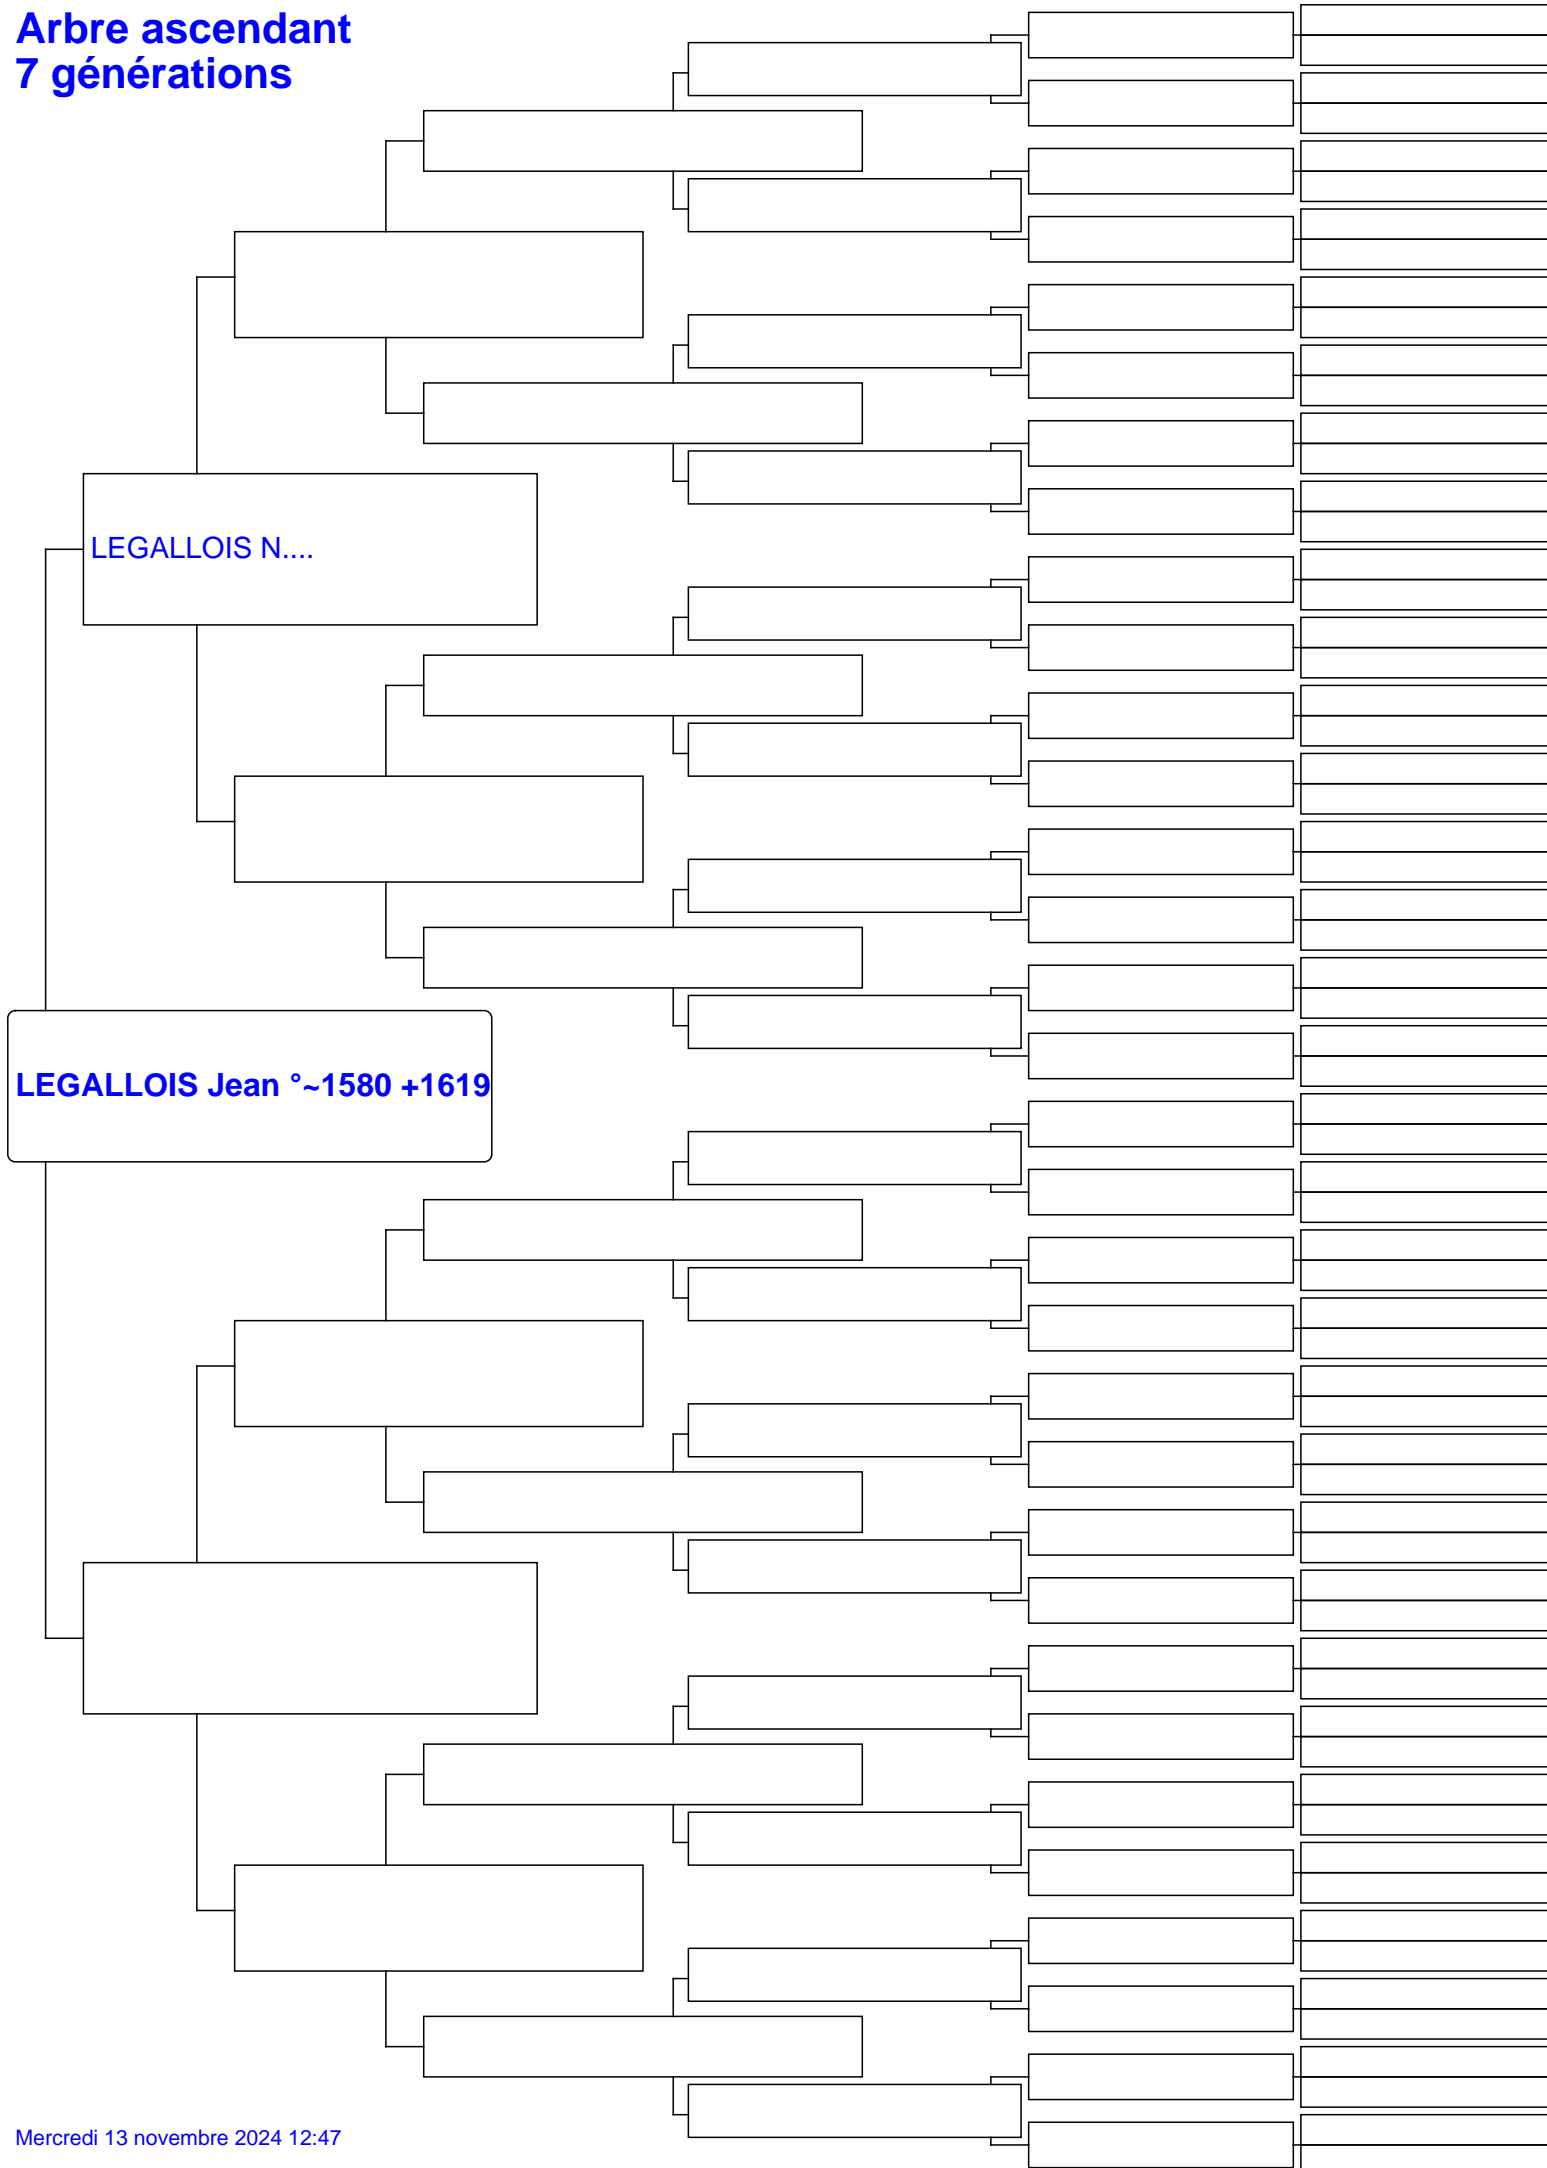 Arbre ascendant
7 générations
LEGALLOIS N....
LEGALLOIS Jean °~1580 +1619
Mercredi 13 novembre 2024 12:47